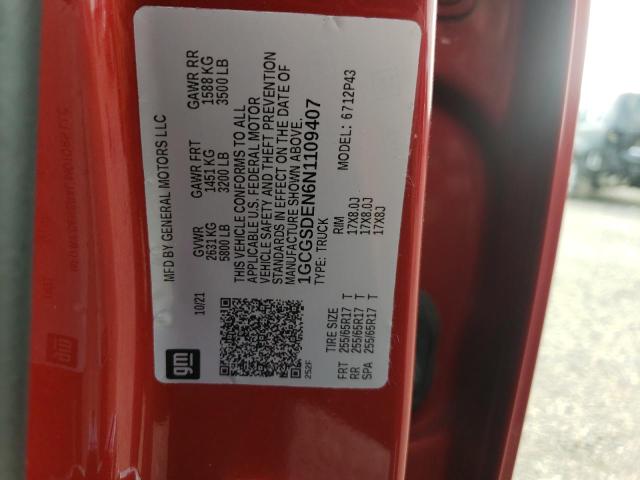 MFD BY GENERAL MOTORS LLC
10/21
GVWR GAWR FRT GAWR RR
2631 KG 1451 KG 1588 KG
5800 LB 3200 LB 3500 LB
THIS VEHICLE CONFORMS TO ALL
APPLICABLE U.S. FEDERAL MOTOR
VEHICLE SAFETY AND THEFT PREVENTION
STANDARDS IN EFFECT ON THE DATE OF
MANUFACTURE SHOWN ABOVE.
1GCGSDEN6N1109407
TYPE: TRUCK MODEL: 6712P43
TIRE SIZE RIM
FRT 255/65R17 T 17X8.0J
RR 255/65R17 T 17X8.0J
SPA 255/65R17 T 17X8J
gm
252F